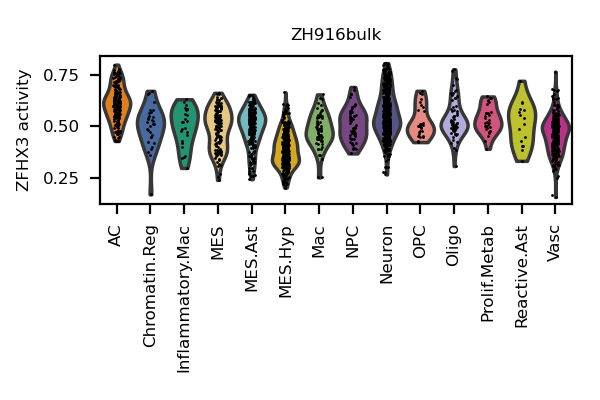 ZH916bulk
ZFHX3 activity
0.75
0.50
0.25
AC
Chromatin.Reg
Inflammatory.Mac
MES
MES.Ast
MES.Hyp
Mac
NPC
Neuron
OPC
Oligo
Prolif.Metab
Reactive.Ast
Vasc